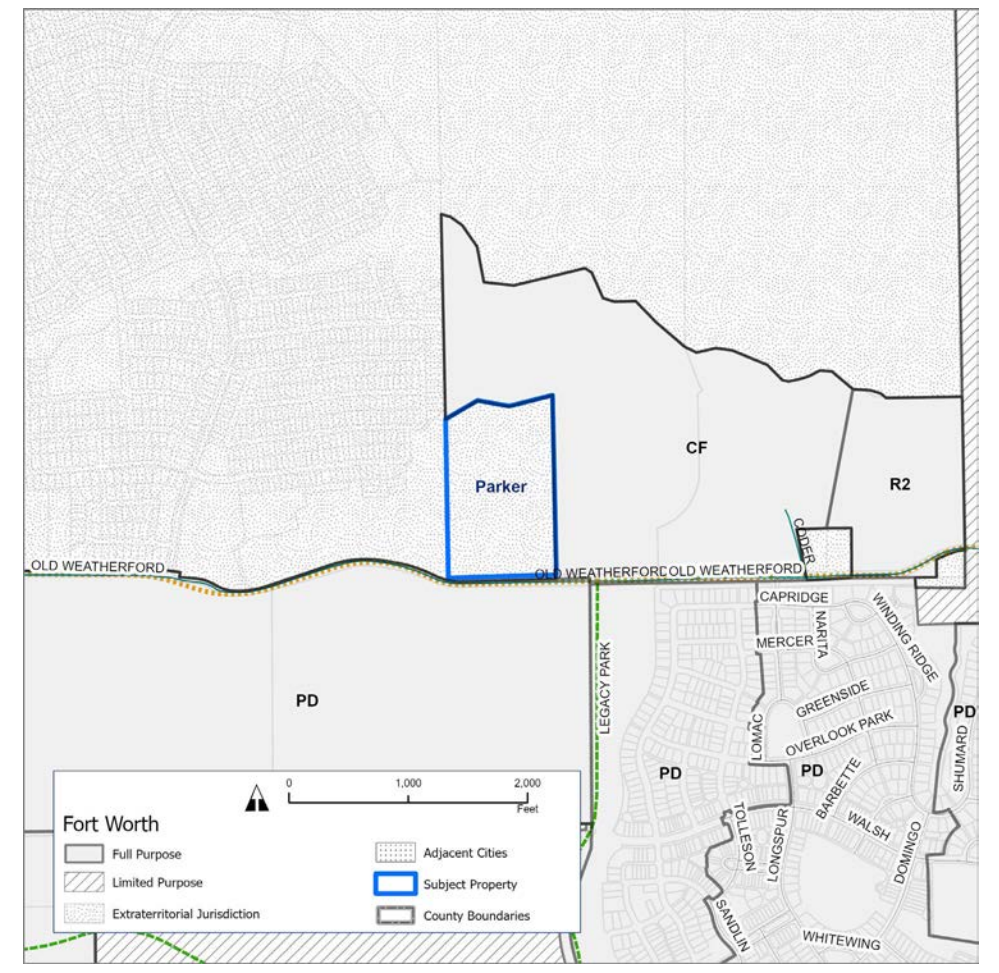 CF
R2
Parker
CODER
OLD WEATHERFORD
OLD WEATHERFORD
OLD WEATHERFORD
CAPRIDGE
NARITA
WINDING RIDGE
MERCER
LEGACY PARK
GREENSIDE
PD
LOMAC
OVERLOOK PARK
PD
SHUMARD
PD
PD
BARBETTE
TOLLESON
LONGSPUR
WALSH
DOMINGO
SANDLIN
WHITEWING
0
1,000
2,000
Feet
Fort Worth
Full Purpose
Adjacent Cities
Limited Purpose
Subject Property
Extraterritorial Jurisdiction
County Boundaries